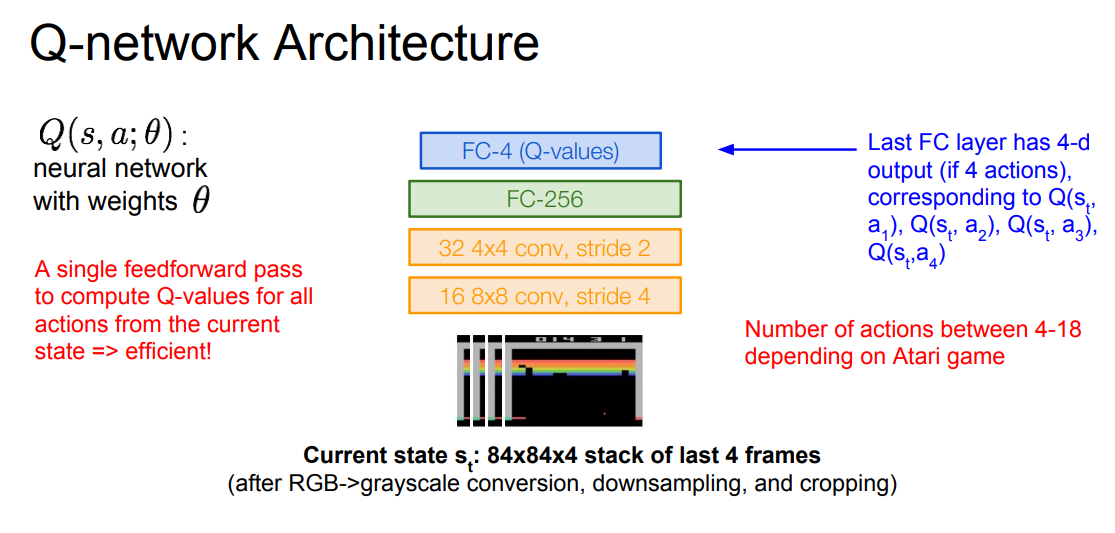 Q-network Architecture
Q(s, a; θ) :
neural network
with weights θ
A single feedforward pass
to compute Q-values for all
actions from the current
state => efficient!
FC-4 (Q-values)
FC-256
32 4x4 conv, stride 2
16 8x8 conv, stride 4
014 3 1
Current state s_t: 84x84x4 stack of last 4 frames
(after RGB->grayscale conversion, downsampling, and cropping)
Last FC layer has 4-d
output (if 4 actions),
corresponding to Q(s_t,
a_1), Q(s_t, a_2), Q(s_t, a_3),
Q(s_t,a_4)
Number of actions between 4-18
depending on Atari game